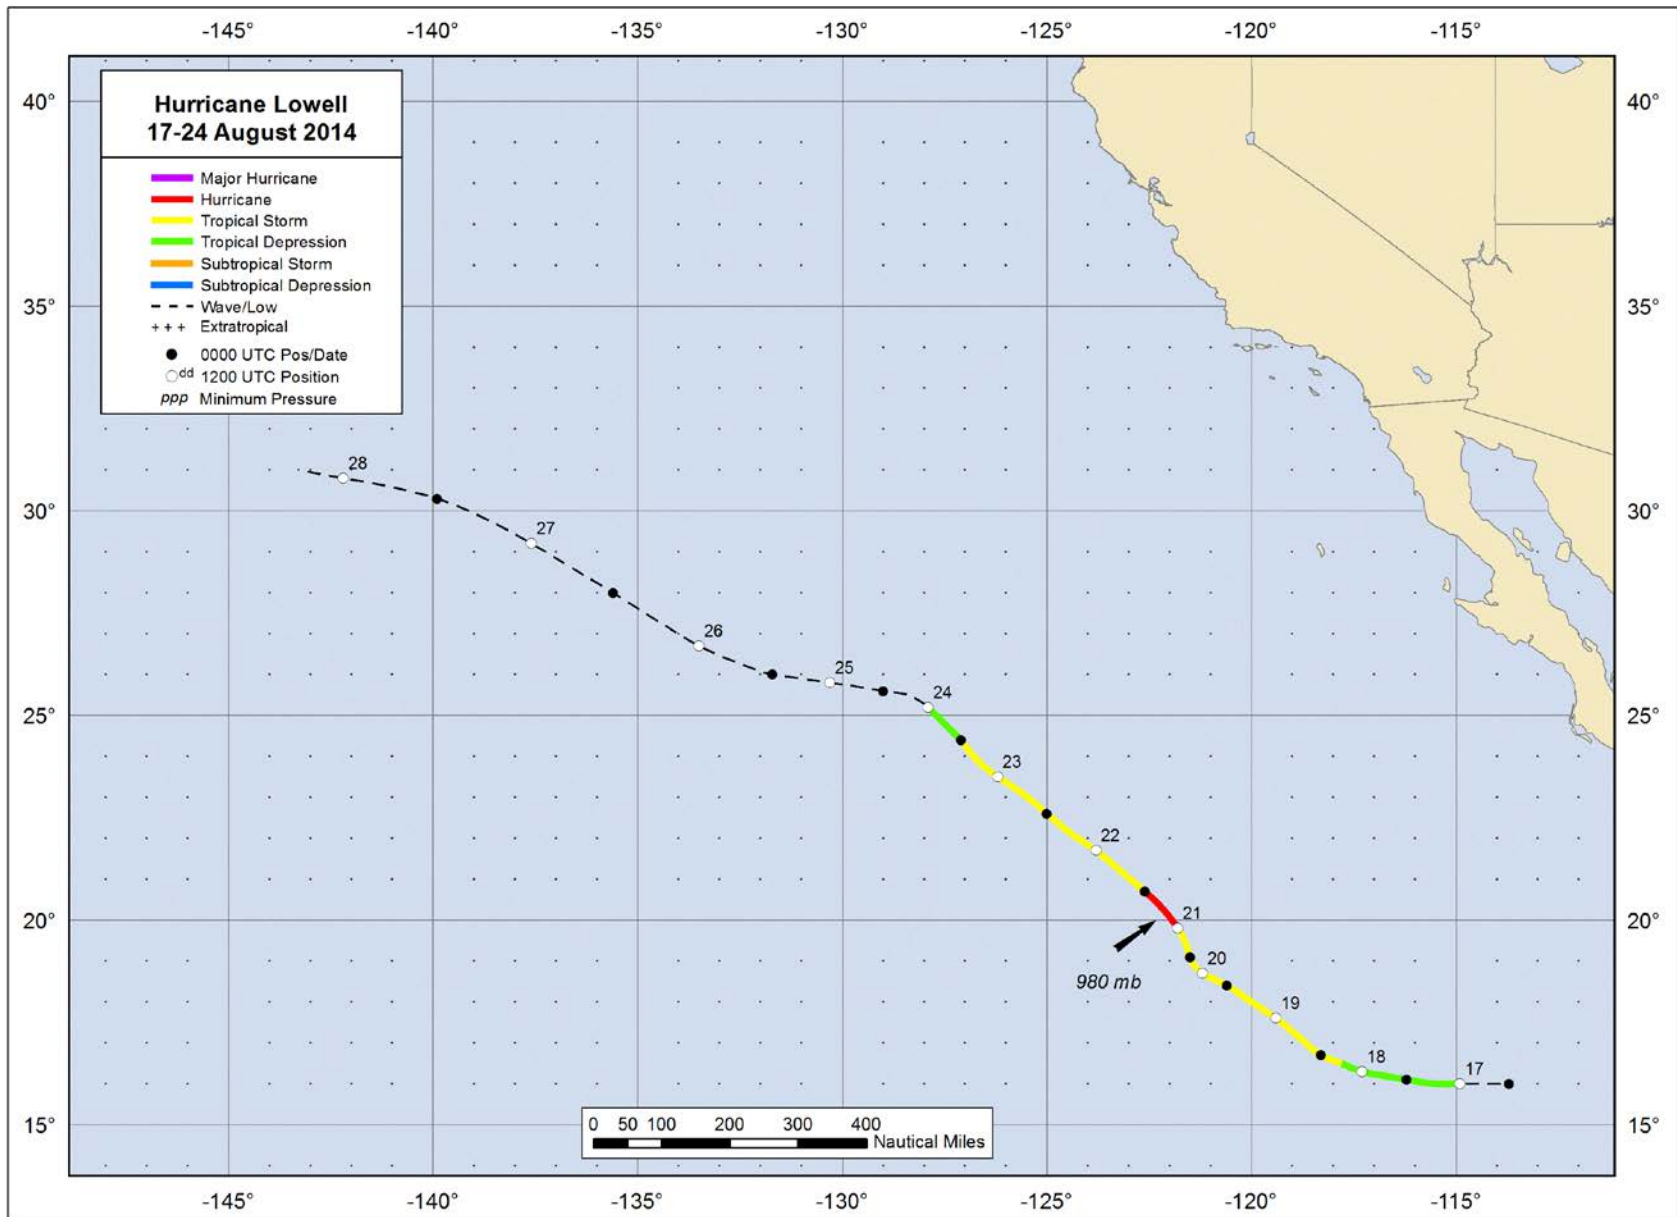 -145° -140° -135° -130° -125° -120° -115°
40° 40°
Hurricane Lowell
17-24 August 2014
Major Hurricane
Hurricane
Tropical Storm
Tropical Depression
Subtropical Storm
Subtropical Depression
Wave/Low
+++ Extratropical
0000 UTC Pos/Date
dd 1200 UTC Position
ppp Minimum Pressure
35° 35°
28
30° 30°
27
26
25
24
25° 25°
23
22
21
20° 20°
20
980 mb
19
18
17
15° 15°
0 50 100 200 300 400
Nautical Miles
-145° -140° -135° -130° -125° -120° -115°